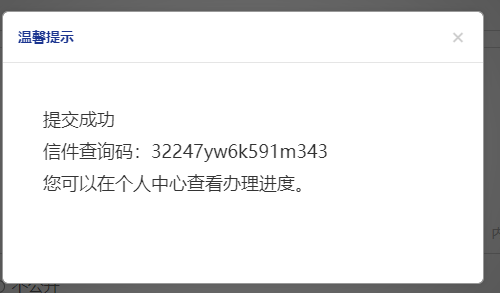 温馨提示
×
提交成功
信件查询码：32247yw6k591m343
您可以在个人中心查看办理进度。
不公开